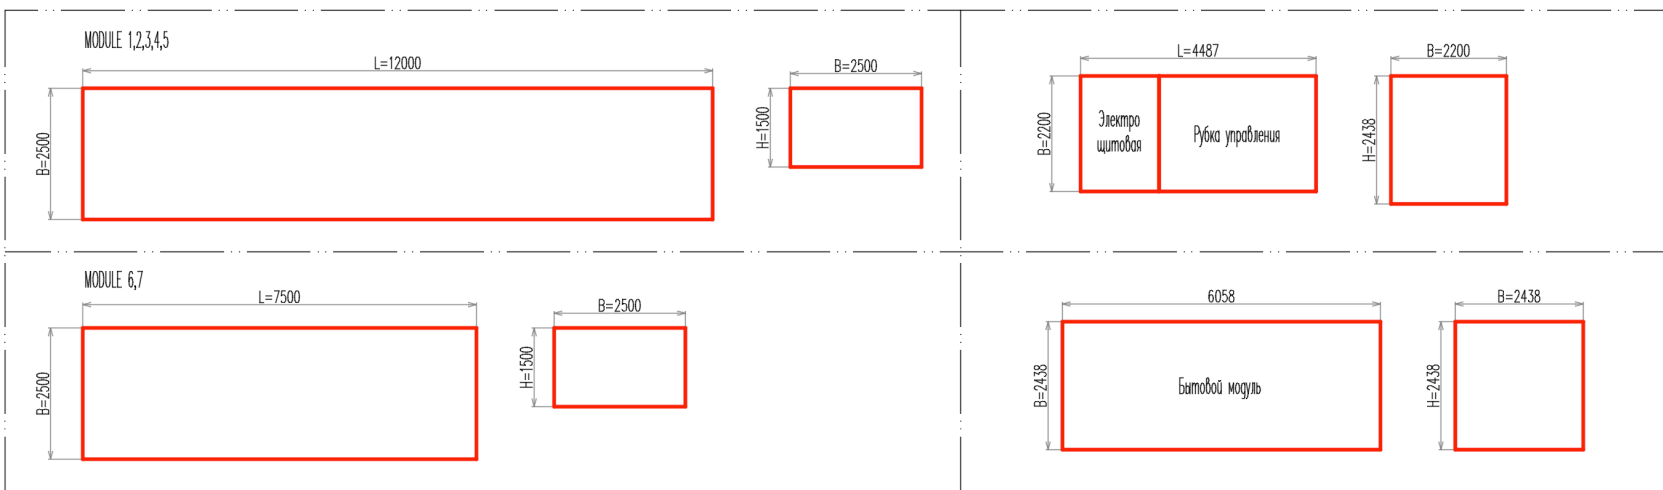 MODULE 1,2,3,4,5
L=12000
B=2500
B=2500
H=1500
L=4487
B=2200
B=2200
H=2438
Электро
щитовая
Рубка управления
MODULE 6,7
L=7500
B=2500
B=2500
H=1500
6058
B=2438
B=2438
H=2438
Бытовой модуль